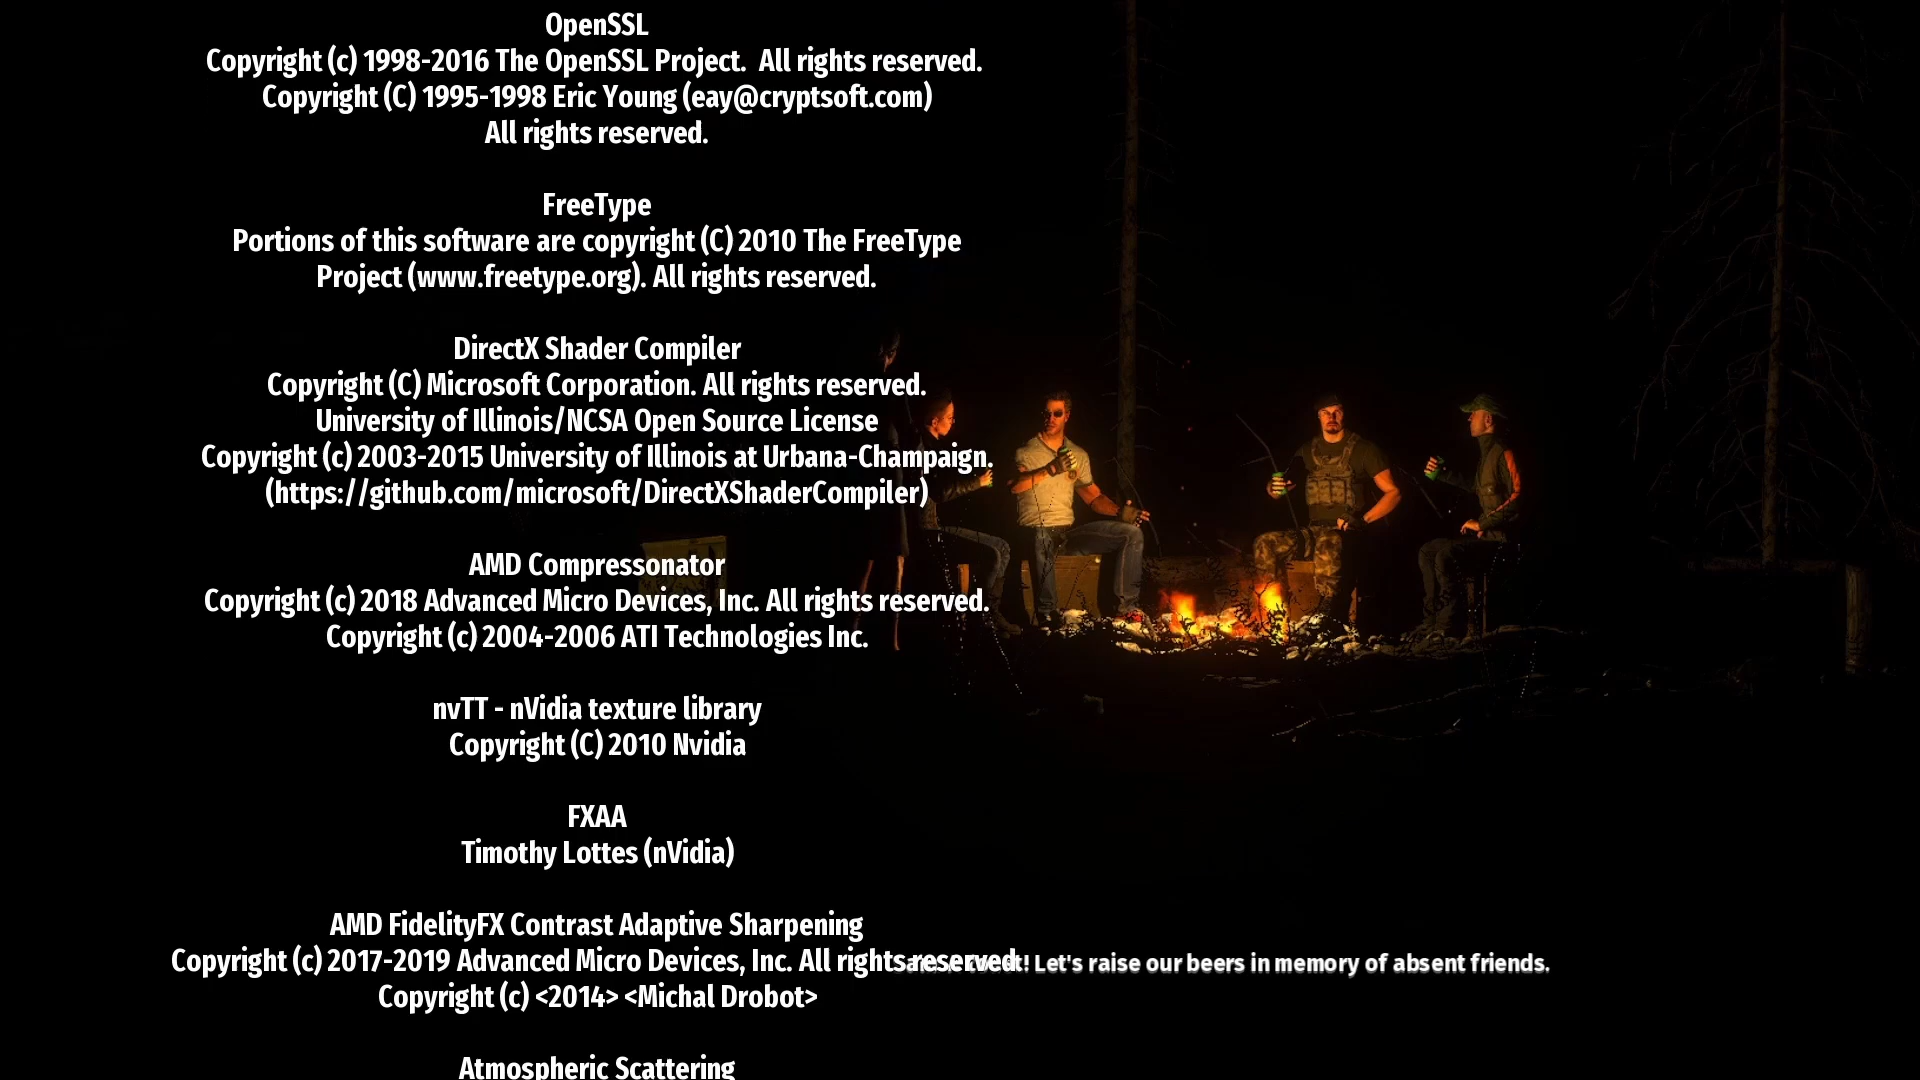 OpenSSL
Copyright (c) 1998-2016 The OpenSSL Project.  All rights reserved.
Copyright (C) 1995-1998 Eric Young (eay@cryptsoft.com)
All rights reserved.
FreeType
Portions of this software are copyright (C) 2010 The FreeType
Project (www.freetype.org). All rights reserved.
DirectX Shader Compiler
Copyright (C) Microsoft Corporation. All rights reserved.
University of Illinois/NCSA Open Source License
Copyright (c) 2003-2015 University of Illinois at Urbana-Champaign.
(https://github.com/microsoft/DirectXShaderCompiler)
AMD Compressonator
Copyright (c) 2018 Advanced Micro Devices, Inc. All rights reserved.
Copyright (c) 2004-2006 ATI Technologies Inc.
nvTT - nVidia texture library
Copyright (C) 2010 Nvidia
FXAA
Timothy Lottes (nVidia)
AMD FidelityFX Contrast Adaptive Sharpening
Copyright (c) 2017-2019 Advanced Micro Devices, Inc. All rights reserved.
Let's raise our beers in memory of absent friends.
Copyright (c) <2014> <Michal Drobot>
Atmospheric Scattering